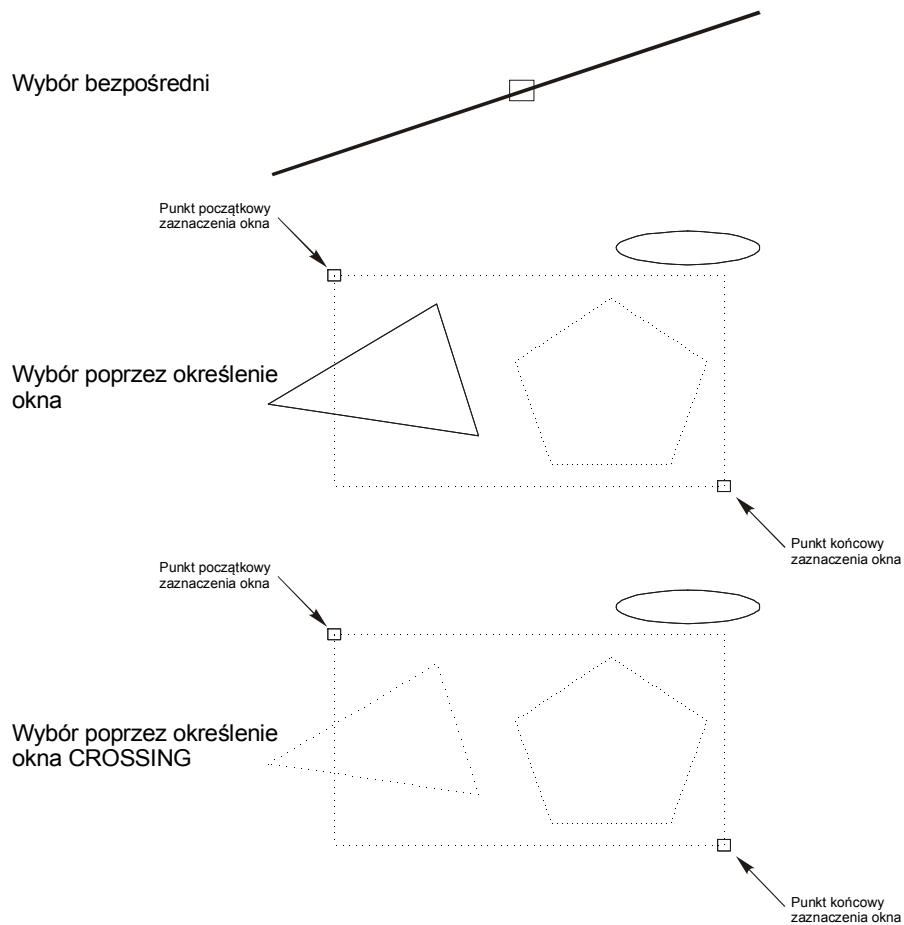 Wybór bezpośredni
Punkt początkowy
zaznaczenia okna
Wybór poprzez określenie
okna
Punkt końcowy
zaznaczenia okna
Punkt początkowy
zaznaczenia okna
Wybór poprzez określenie
okna CROSSING
Punkt końcowy
zaznaczenia okna